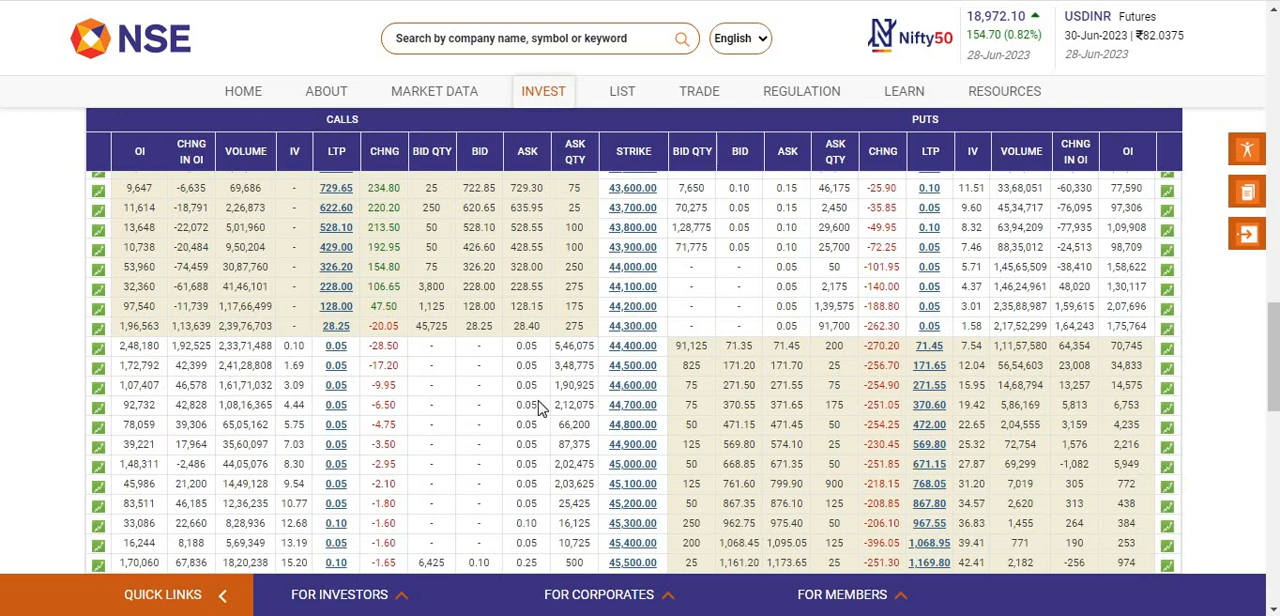 NSE
Search by company name, symbol or keyword
English
Nifty50
18,972.10
154.70 (0.82%)
28-Jun-2023
USDINR Futures
30-Jun-2023 | ₹82.0375
28-Jun-2023
HOME ABOUT MARKET DATA INVEST LIST TRADE REGULATION LEARN RESOURCES
CALLS PUTS
OI CHNG IN OI VOLUME IV LTP CHNG BID QTY BID ASK ASK QTY STRIKE BID QTY BID ASK ASK QTY CHNG LTP IV VOLUME CHNG IN OI OI
9,647 -6,635 69,686 - 729.65 234.80 25 722.85 729.30 75 43,600.00 7,650 0.10 0.15 46,175 -25.90 0.10 11.51 33,68,051 -60,330 77,590
11,614 -18,791 2,26,873 - 622.60 220.20 250 620.65 635.95 25 43,700.00 70,275 0.05 0.15 2,450 -35.85 0.05 9.60 45,34,717 -76,095 97,306
13,648 -22,072 5,01,960 - 528.10 213.50 50 528.10 528.55 100 43,800.00 1,28,775 0.05 0.10 29,600 -49.95 0.10 8.32 63,94,209 -77,935 1,09,908
10,738 -20,484 9,50,204 - 429.00 192.95 50 426.60 428.55 100 43,900.00 71,775 0.05 0.10 25,700 -72.25 0.10 7.46 88,35,012 -24,513 98,709
53,960 -74,459 30,87,760 - 326.20 154.80 75 326.20 328.00 250 44,000.00 - - 0.05 50 -101.95 0.05 5.71 1,45,65,509 -38,410 1,58,622
32,360 -61,688 41,46,101 - 228.00 106.65 3,800 228.00 228.55 275 44,100.00 - - 0.05 2,175 -140.00 0.05 4.37 1,46,24,961 48,020 1,30,117
97,540 -11,739 1,17,66,499 - 128.00 47.50 1,125 128.00 128.15 175 44,200.00 - - 0.05 1,39,575 -188.80 0.05 3.01 2,35,88,987 1,59,615 2,07,696
1,96,563 1,13,639 2,39,76,703 - 28.25 -20.05 45,725 28.25 28.40 275 44,300.00 - - 0.05 91,700 -262.30 0.05 1.58 2,17,52,299 1,64,243 1,75,764
2,48,180 1,92,525 2,33,71,488 0.10 0.05 -28.50 - - 0.05 5,46,075 44,400.00 91,125 71.35 71.45 200 -270.20 71.45 7.54 1,11,57,580 64,354 70,745
1,72,792 42,399 2,41,28,808 1.69 0.05 -17.20 - - 0.05 3,48,775 44,500.00 825 171.20 171.70 25 -256.70 171.65 12.04 56,54,603 23,008 34,833
1,07,407 46,578 1,61,71,032 3.09 0.05 -9.95 - - 0.05 1,90,925 44,600.00 75 271.50 271.55 75 -254.90 271.55 15.95 14,68,794 13,257 14,575
92,732 42,828 1,08,16,365 4.44 0.05 -6.50 - - 0.05 2,12,075 44,700.00 75 370.55 371.65 175 -251.05 370.60 19.42 5,86,169 5,813 6,753
78,059 39,306 65,05,162 5.75 0.05 -4.75 - - 0.05 66,200 44,800.00 50 471.15 471.45 50 -254.25 472.00 22.65 2,04,555 3,159 4,235
39,221 17,964 35,60,097 7.03 0.05 -3.50 - - 0.05 87,375 44,900.00 125 569.80 574.10 50 -230.45 569.80 25.32 72,754 1,576 2,216
1,48,311 -2,486 44,05,076 8.30 0.05 -2.95 - - 0.05 2,02,475 45,000.00 50 668.85 671.35 50 -251.85 671.15 27.87 69,299 -1,082 5,949
45,986 21,200 14,49,128 9.54 0.05 -2.10 - - 0.05 2,03,625 45,100.00 125 761.60 799.90 900 -218.15 768.05 31.20 7,019 305 772
83,511 46,185 12,36,235 10.77 0.05 -1.80 - - 0.05 25,425 45,200.00 50 867.35 876.10 125 -208.85 867.80 34.57 2,620 313 438
33,086 22,660 8,28,936 12.68 0.10 -1.60 - - 0.10 16,125 45,300.00 250 962.75 975.40 50 -206.10 967.55 36.83 1,455 264 384
16,244 8,188 5,69,349 13.19 0.05 -1.60 - - 0.05 10,725 45,400.00 200 1,068.45 1,095.05 125 -396.05 1,068.95 39.41 771 190 253
1,70,060 67,836 18,20,238 15.20 0.10 -1.65 6,425 0.10 0.25 500 45,500.00 25 1,161.20 1,173.65 25 -251.30 1,169.80 42.41 2,182 -256 974
QUICK LINKS FOR INVESTORS FOR CORPORATES FOR MEMBERS